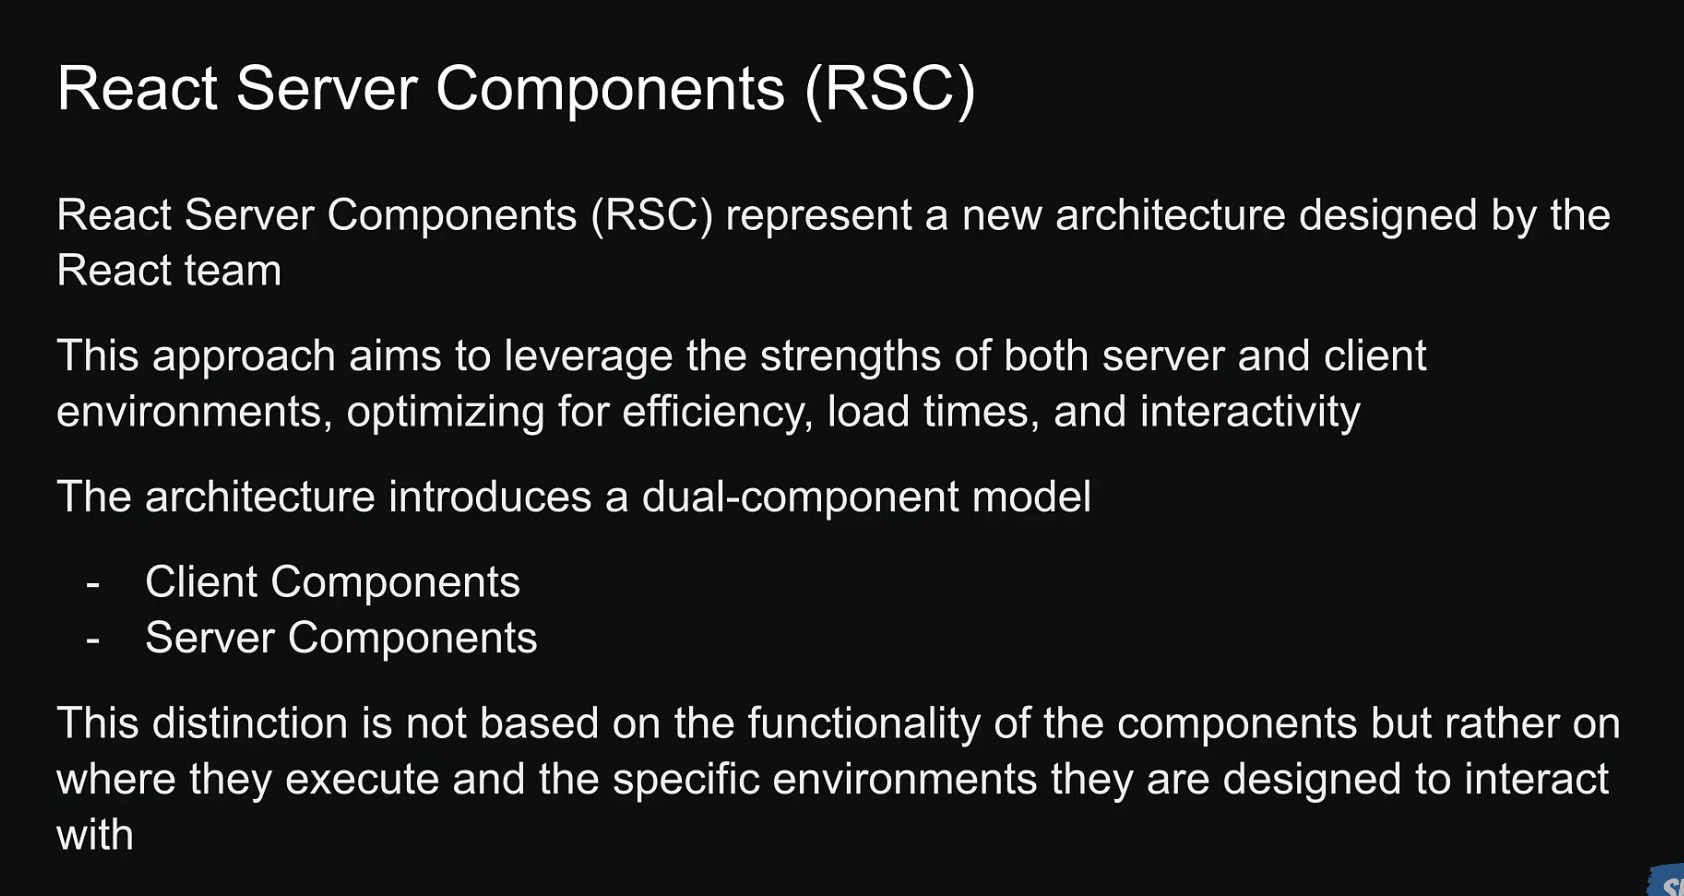 React Server Components (RSC)
React Server Components (RSC) represent a new architecture designed by the
React team
This approach aims to leverage the strengths of both server and client
environments, optimizing for efficiency, load times, and interactivity
The architecture introduces a dual-component model
- Client Components
- Server Components
This distinction is not based on the functionality of the components but rather on
where they execute and the specific environments they are designed to interact
with